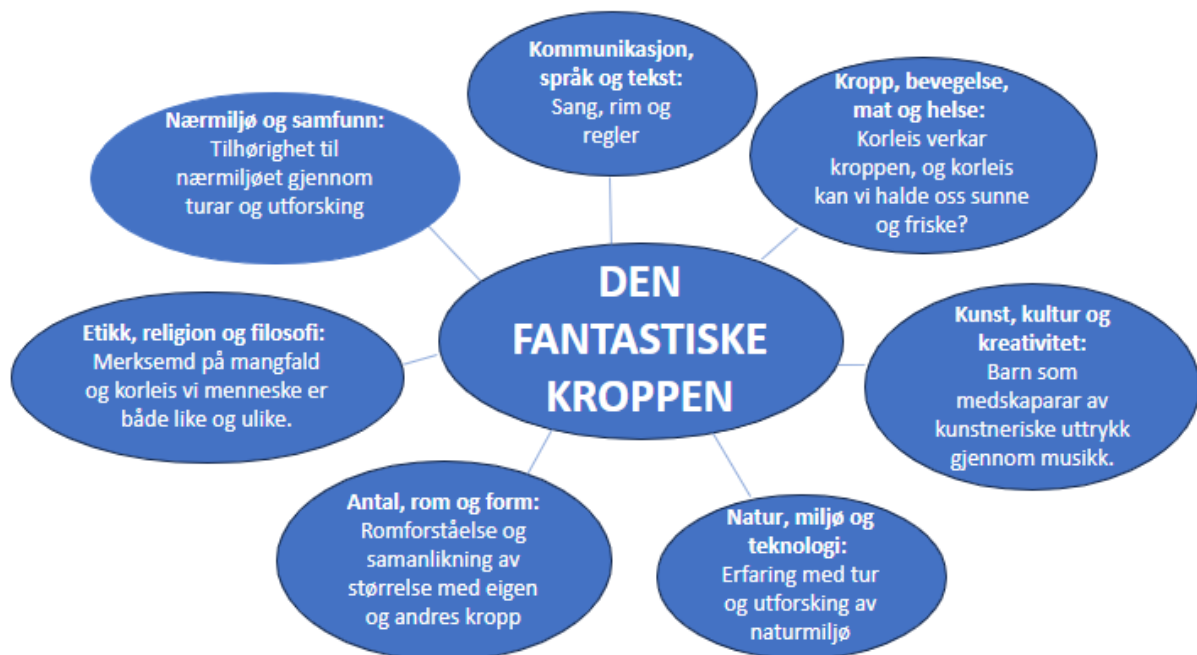 Kommunikasjon,
språk og tekst:
Sang, rim og
regler
Kropp, bevegelse,
mat og helse:
Korleis verkar
kroppen, og korleis
kan vi halde oss sunne
og friske?
Nærmiljø og samfunn:
Tilhørighet til
nærmiljøet gjennom
turar og utforsking
DEN
FANTASTISKE
KROPPEN
Etikk, religion og filosofi:
Merksemd på mangfald
og korleis vi menneske er
både like og ulike.
Kunst, kultur og
kreativitet:
Barn som
medskaparar av
kunstneriske uttrykk
gjennom musikk.
Antal, rom og form:
Romforståelse og
samanlikning av
størrelse med eigen
og andres kropp
Natur, miljø og
teknologi:
Erfaring med tur
og utforsking av
naturmiljø